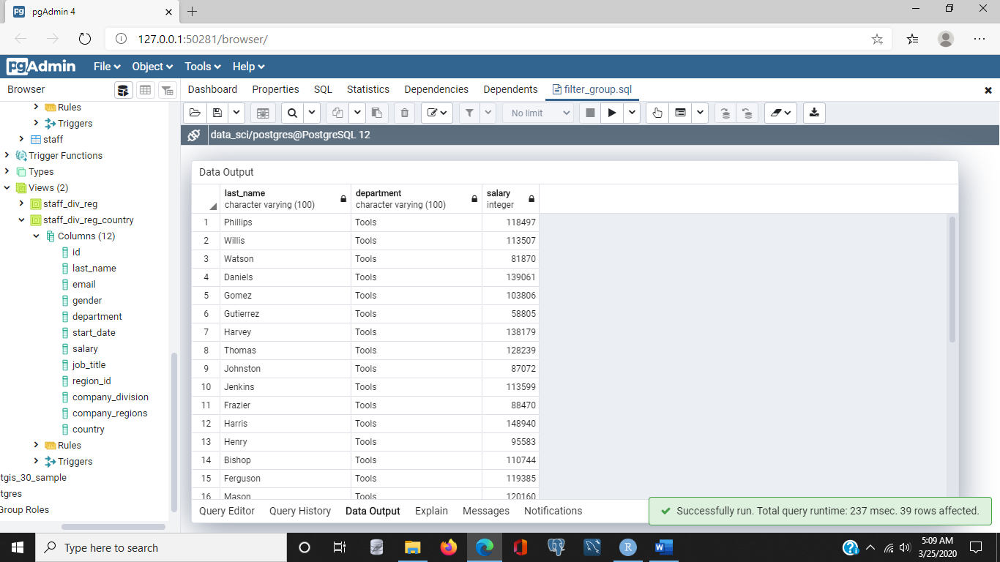 pg pgAdmin 4
127.0.0.1:50281/browser/
pgAdmin File Object Tools Help
Browser
Dashboard Properties SQL Statistics Dependencies Dependents filter_group.sql
No limit
data_sci/postgres@PostgreSQL 12
Rules
Triggers
staff
Trigger Functions
Types
Views (2)
staff_div_reg
staff_div_reg_country
Columns (12)
id
last_name
email
gender
department
start_date
salary
job_title
region_id
company_division
company_regions
country
Rules
Triggers
tgis_30_sample
tgres
Group Roles
Data Output
last_name department salary
character varying (100) character varying (100) integer
1 Phillips Tools 118497
2 Willis Tools 113507
3 Watson Tools 81870
4 Daniels Tools 139061
5 Gomez Tools 103806
6 Gutierrez Tools 58805
7 Harvey Tools 138179
8 Thomas Tools 128239
9 Johnston Tools 87072
10 Jenkins Tools 113599
11 Frazier Tools 88470
12 Harris Tools 148940
13 Henry Tools 95583
14 Bishop Tools 110744
15 Ferguson Tools 119385
16 Mason Tools 120160
Query Editor Query History Data Output Explain Messages Notifications
Successfully run. Total query runtime: 237 msec. 39 rows affected.
Type here to search
R
W
5:09 AM
3/25/2020